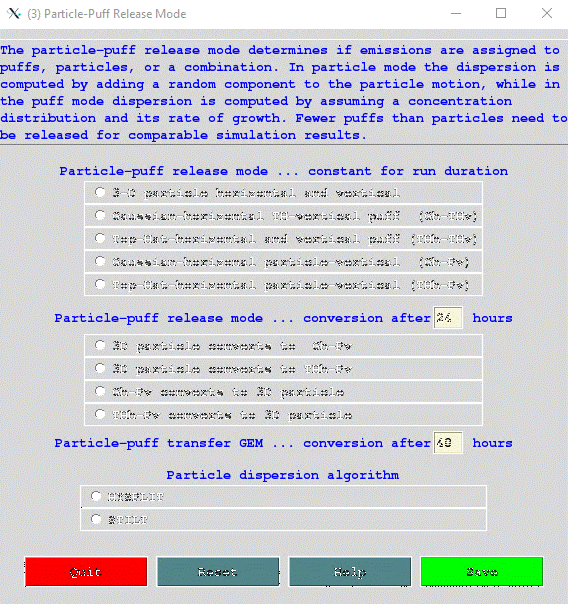 (3) Particle-Puff Release Mode
The particle-puff release mode determines if emissions are assigned to
puffs, particles, or a combination. In particle mode the dispersion is
computed by adding a random component to the particle motion, while in
the puff mode dispersion is computed by assuming a concentration
distribution and its rate of growth. Fewer puffs than particles need to
be released for comparable simulation results.
Particle-puff release mode ... constant for run duration
3-D particle horizontal and vertical
Gaussian-horizontal TH-vertical puff (Gh-THv)
Top-Hat-horizontal and vertical puff (THh-THv)
Gaussian-horizonal particle-vertical (Gh-Pv)
Top-Hat-horizontal particle-vertical (THh-Pv)
Particle-puff release mode ... conversion after 24 hours
3D particle converts to Gh-Pv
3D particle converts to THh-Pv
Gh-Pv converts to 3D particle
THh-Pv converts to 3D particle
Particle-puff transfer GEM ... conversion after 48 hours
Particle dispersion algorithm
HYSPLIT
STILT
Quit Reset Help Save